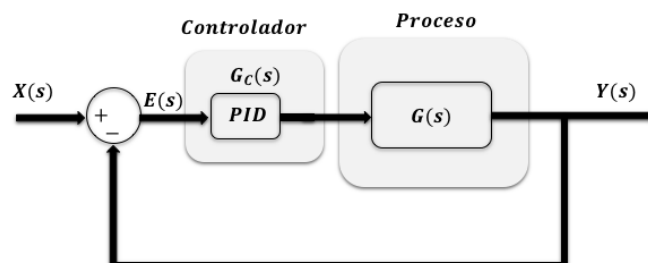 Controlador
Proceso
G_C(s)
X(s)
E(s)
Y(s)
+
−
PID
G(s)